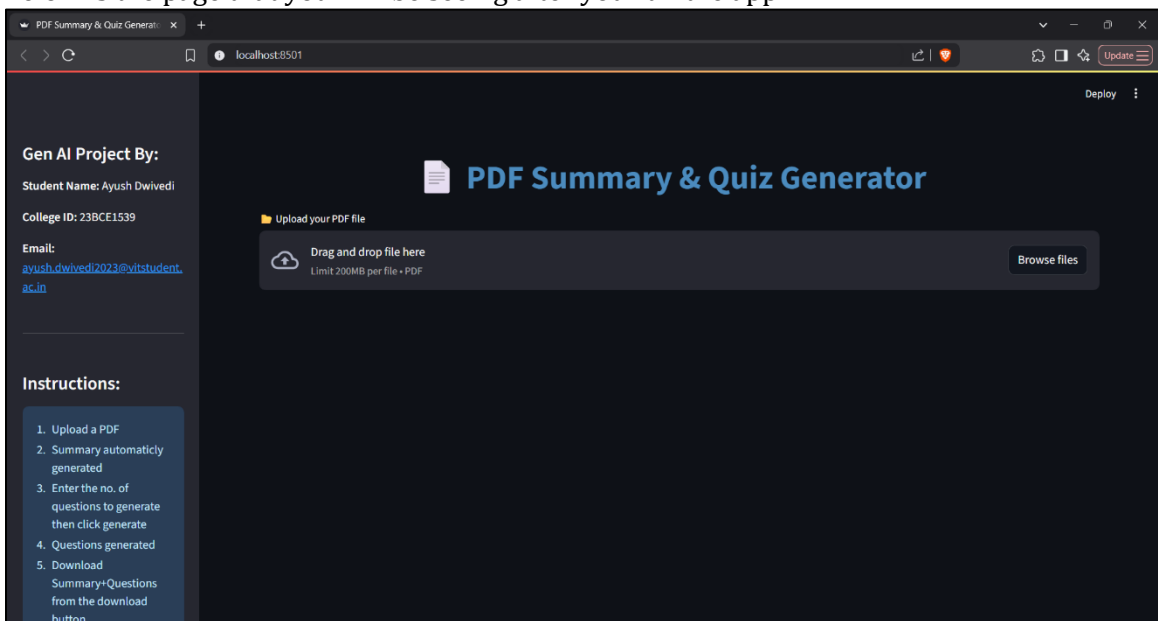 PDF Summary & Quiz Generato
localhost:8501
Update
Deploy
Gen AI Project By:
Student Name: Ayush Dwivedi
College ID: 23BCE1539
Email:
ayush.dwivedi2023@vitstudent.
ac.in
Instructions:
1. Upload a PDF
2. Summary automaticly
generated
3. Enter the no. of
questions to generate
then click generate
4. Questions generated
5. Download
Summary+Questions
from the download
button
PDF Summary & Quiz Generator
Upload your PDF file
Drag and drop file here
Limit 200MB per file • PDF
Browse files